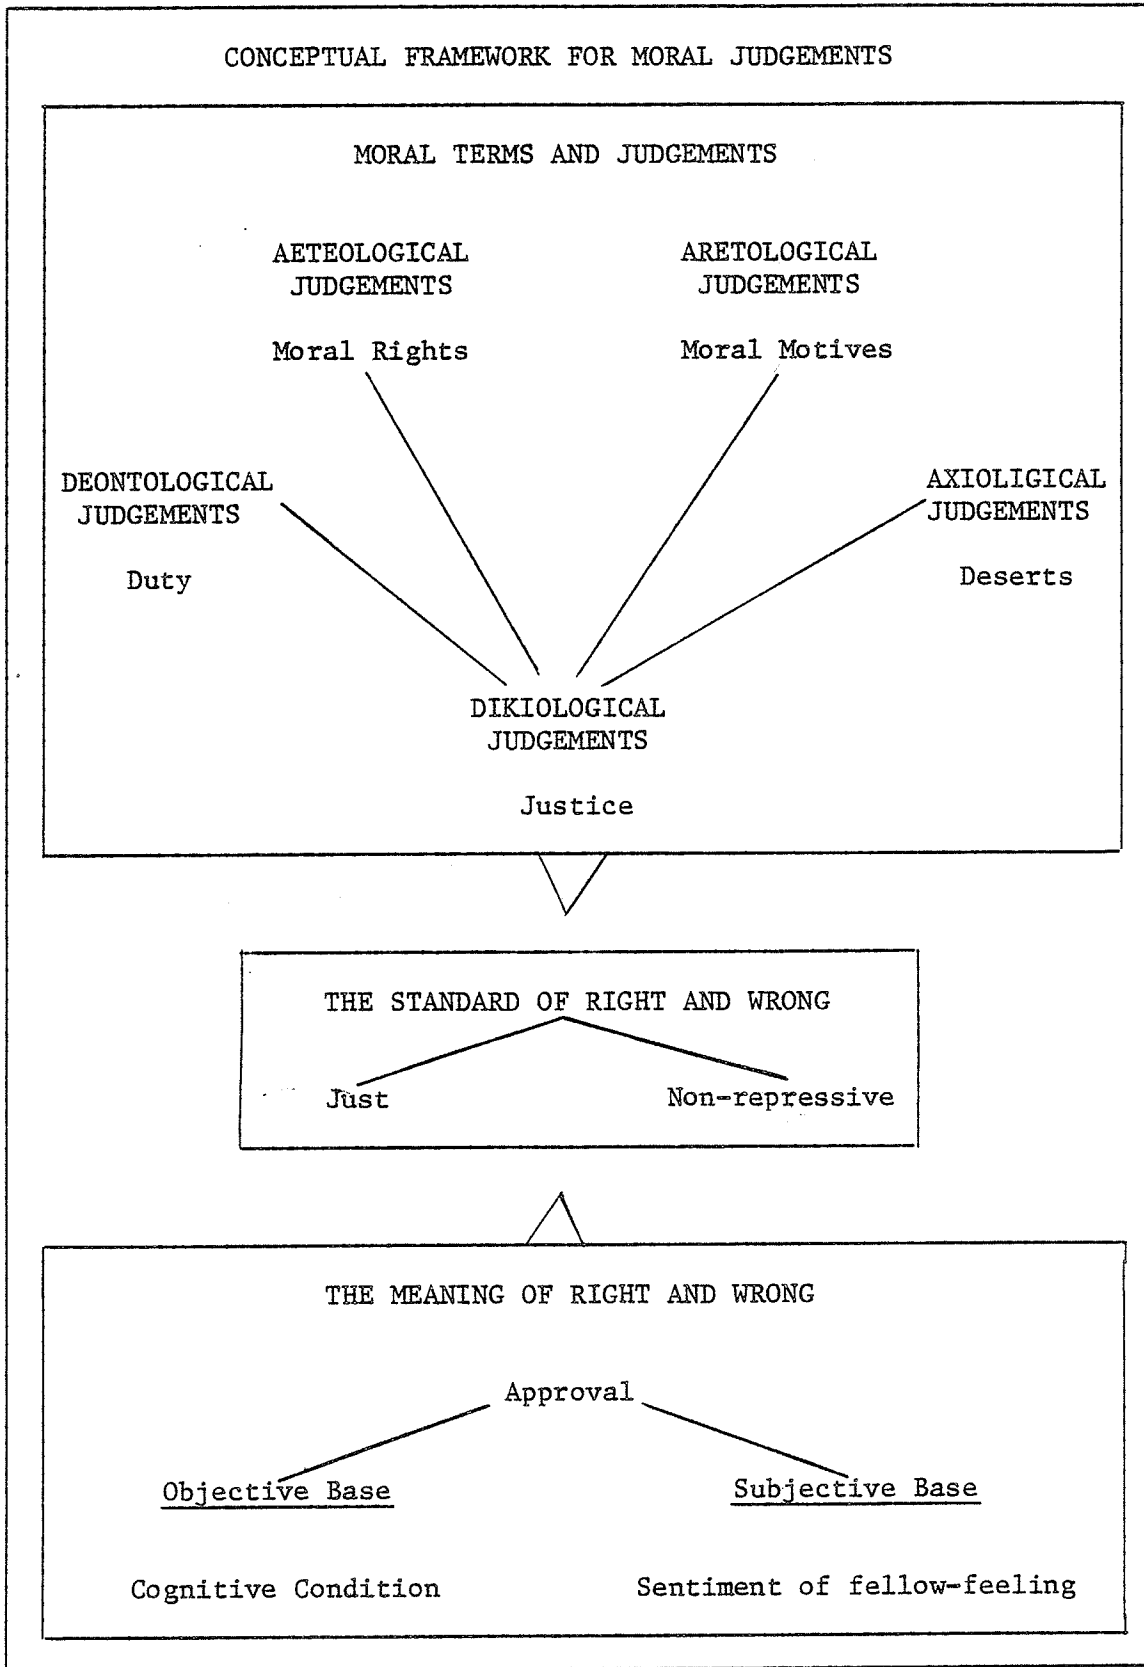 CONCEPTUAL FRAMEWORK FOR MORAL JUDGEMENTS
MORAL TERMS AND JUDGEMENTS
AETEOLOGICAL
JUDGEMENTS
Moral Rights
ARETOLOGICAL
JUDGEMENTS
Moral Motives
DEONTOLOGICAL
JUDGEMENTS
Duty
AXIOLIGICAL
JUDGEMENTS
Deserts
DIKIOLOGICAL
JUDGEMENTS
Justice
THE STANDARD OF RIGHT AND WRONG
Just
Non-repressive
THE MEANING OF RIGHT AND WRONG
Approval
Objective Base
Subjective Base
Cognitive Condition
Sentiment of fellow-feeling